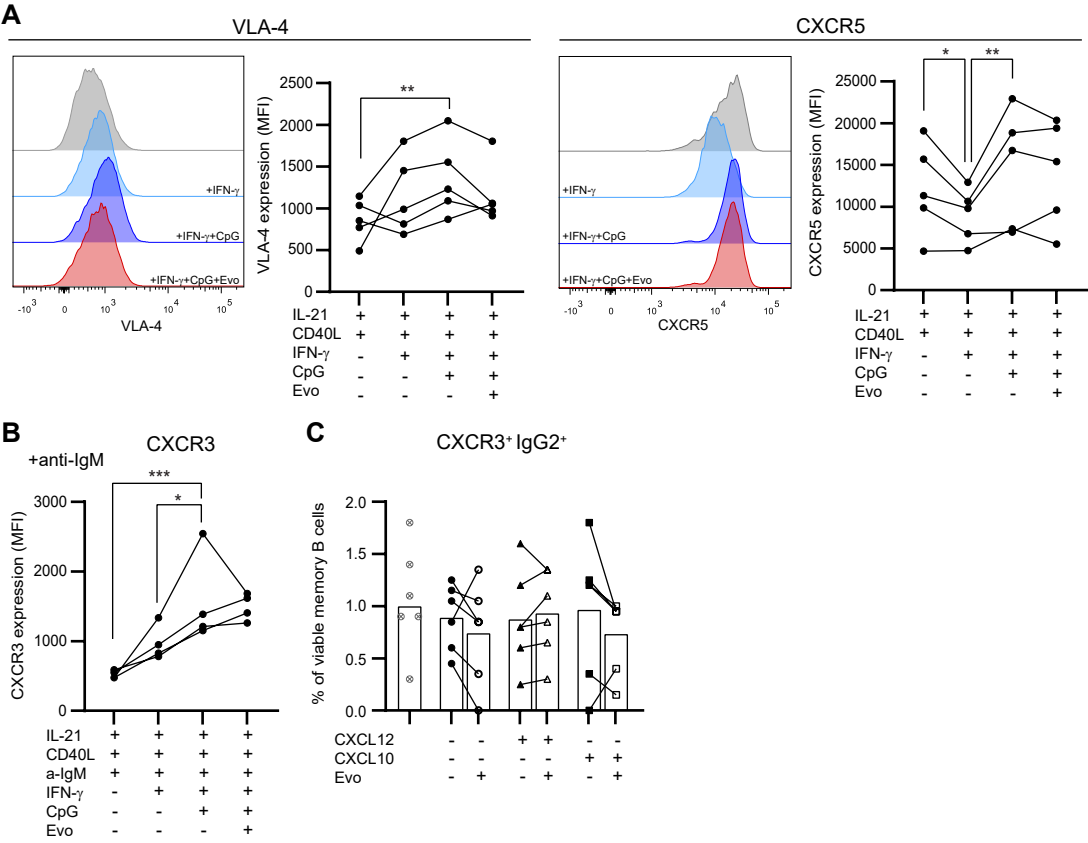 A
VLA-4
CXCR5
+IFN-γ
+IFN-γ+CpG
+IFN-γ+CpG+Evo
-10³ 0 10³ 10⁴ 10⁵
VLA-4
VLA-4 expression (MFI)
2500
2000
1500
1000
500
0
**
IL-21 + + + +
CD40L + + + +
IFN-γ - + + +
CpG - - + +
Evo - - - +
+IFN-γ
+IFN-γ+CpG
+IFN-γ+CpG+Evo
-10³ 0 10³ 10⁴ 10⁵
CXCR5
CXCR5 expression (MFI)
25000
20000
15000
10000
5000
0
* **
IL-21 + + + +
CD40L + + + +
IFN-γ - + + +
CpG - - + +
Evo - - - +
B
CXCR3
+anti-IgM
***
*
CXCR3 expression (MFI)
3000
2000
1000
0
IL-21 + + + +
CD40L + + + +
a-IgM + + + +
IFN-γ - + + +
CpG - - + +
Evo - - - +
C
CXCR3⁺ IgG2⁺
% of viable memory B cells
2.0
1.5
1.0
0.5
0.0
CXCL12 - - + + - -
CXCL10 - - - - + +
Evo - + - + - +